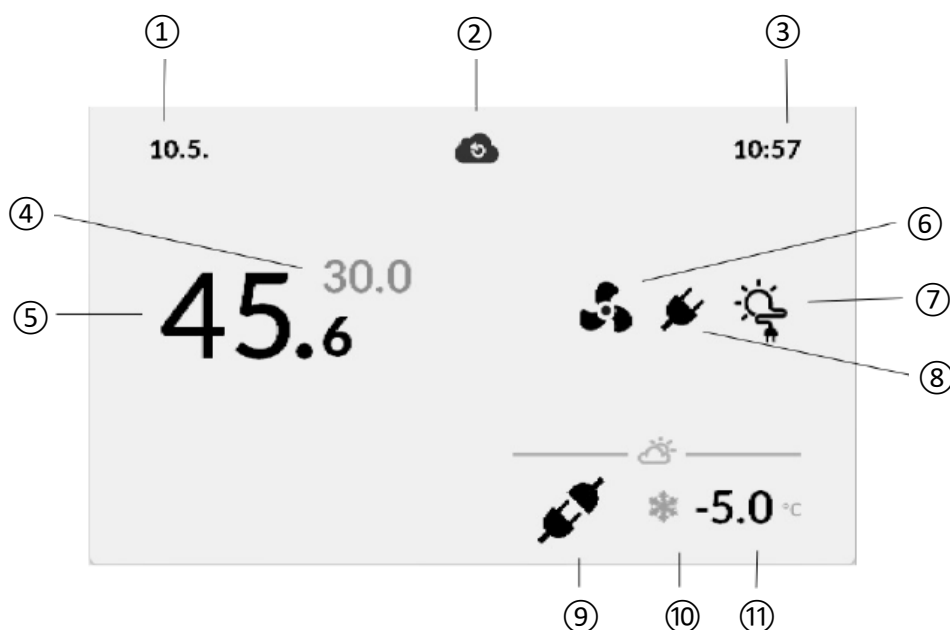 ① ② ③
10.5. 10:57
④ 30.0 ⑥
⑤ 45.6 ⑦
⑧
-5.0 °C
⑨ ⑩ ⑪